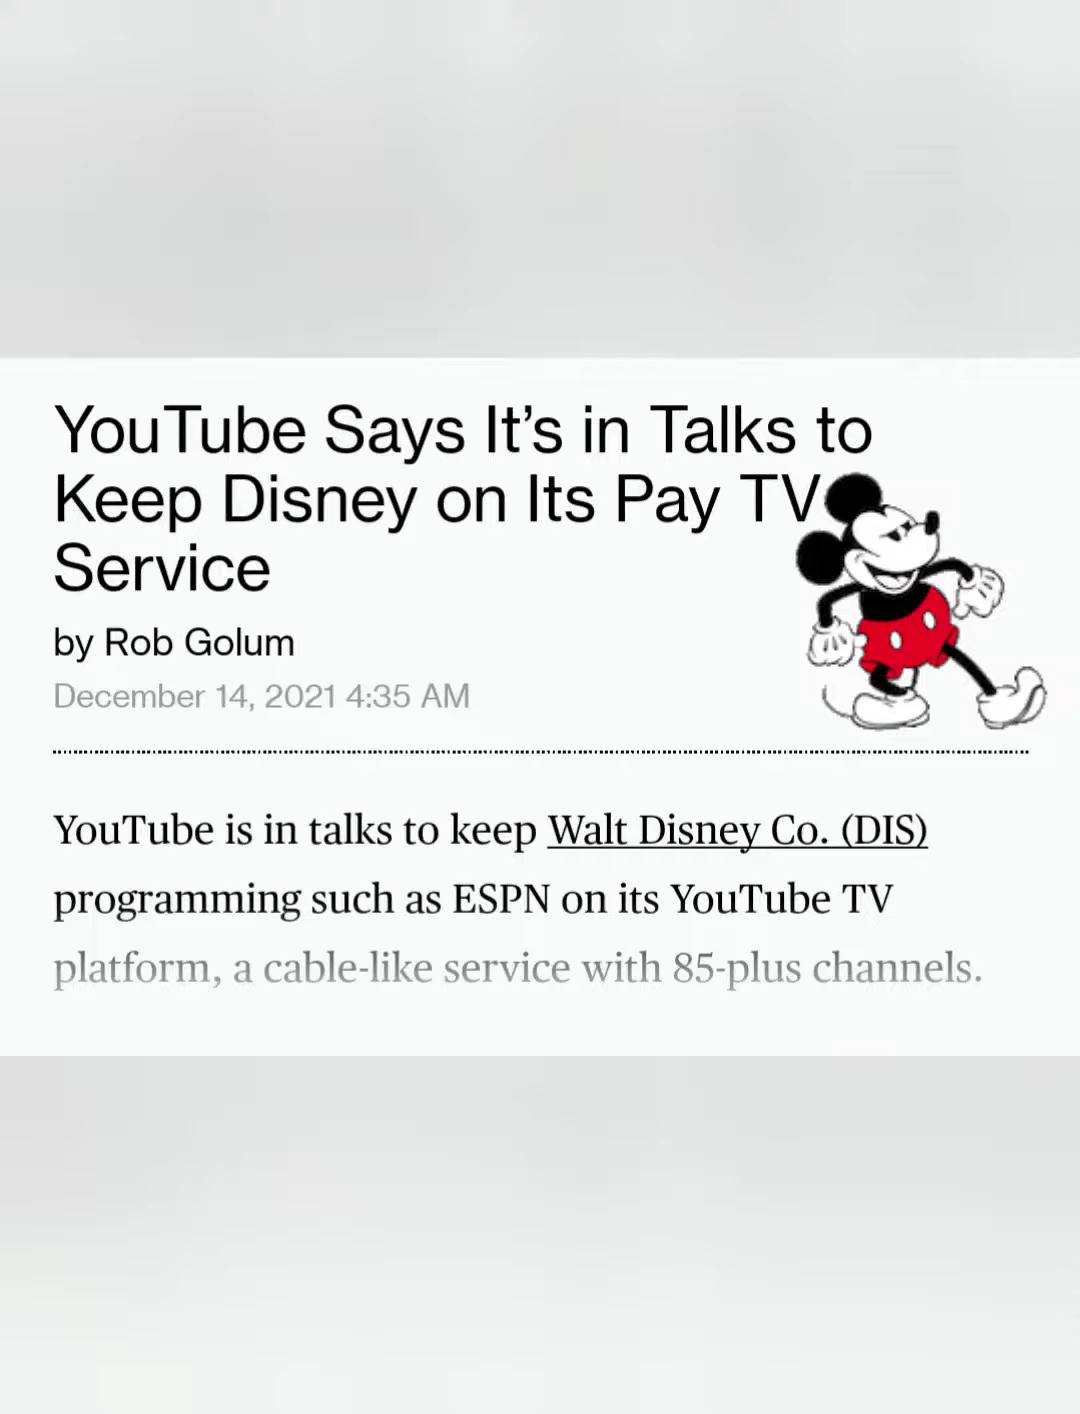 YouTube Says It’s in Talks to
Keep Disney on Its Pay TV
Service
by Rob Golum
December 14, 2021 4:35 AM
YouTube is in talks to keep Walt Disney Co. (DIS)
programming such as ESPN on its YouTube TV
platform, a cable-like service with 85-plus channels.